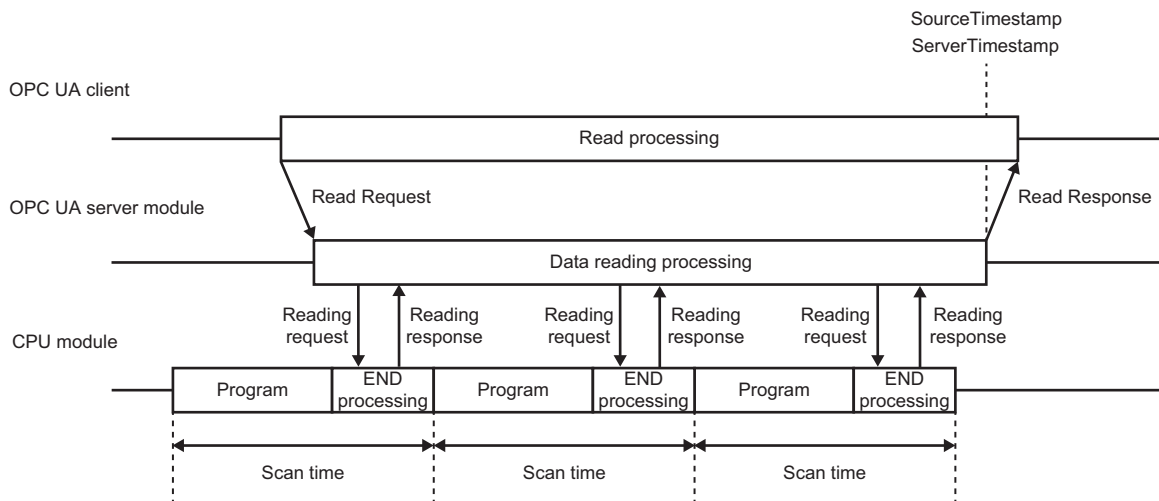 SourceTimestamp
ServerTimestamp
OPC UA client
Read processing
Read Request
Read Response
OPC UA server module
Data reading processing
Reading
request
Reading
response
Reading
request
Reading
response
Reading
request
Reading
response
CPU module
Program
END
processing
Program
END
processing
Program
END
processing
Scan time
Scan time
Scan time